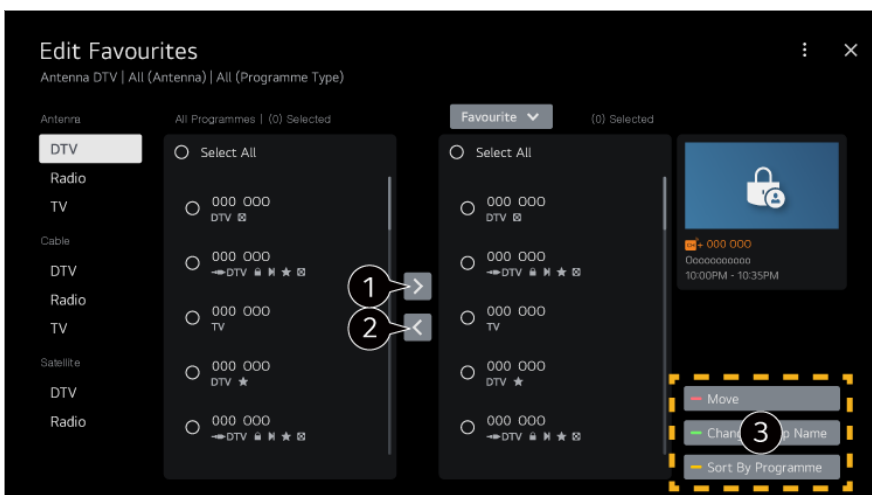 Edit Favourites
Antenna DTV | All (Antenna) | All (Programme Type)
Antenna
DTV
Radio
TV
Cable
DTV
Radio
TV
Satellite
DTV
Radio
All Programmes | (0) Selected
Select All
000 000
DTV
000 000
DTV
000 000
TV
000 000
DTV
000 000
DTV
1
2
Favourite
(0) Selected
Select All
000 000
DTV
000 000
DTV
000 000
TV
000 000
DTV
000 000
DTV
CH+ 000 000
Ooooooooooo
10:00PM - 10:35PM
Move
3
Name
Sort By Programme